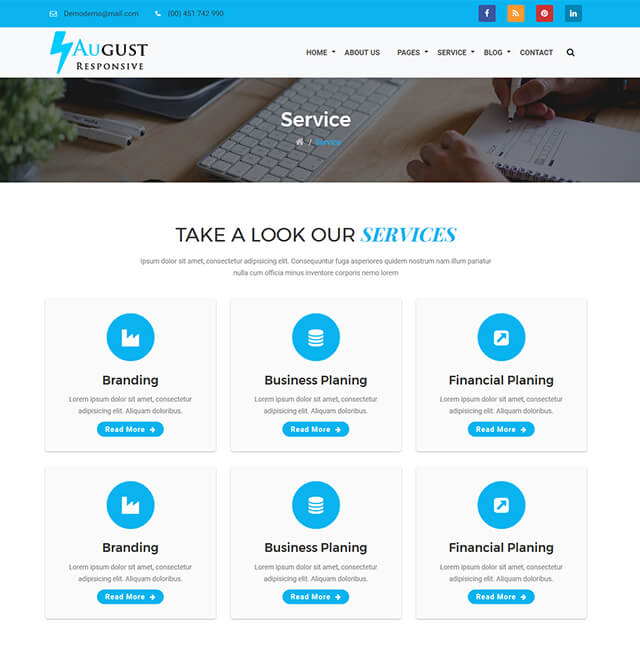 Demodemo@mail.com (00) 451 742 990
AUGUST
RESPONSIVE
HOME ABOUT US PAGES SERVICE BLOG CONTACT
Service
/ Service
TAKE A LOOK OUR SERVICES
Ipsum dolor sit amet, consectetur adipisicing elit. Consequuntur fuga asperiores quidem nostrum nam illum pariatur
nulla cum officia minus inventore corporis nemo lorem
Branding
Lorem ipsum dolor sit amet, consectetur
adipisicing elit. Aliquam doloribus.
Read More
Business Planing
Lorem ipsum dolor sit amet, consectetur
adipisicing elit. Aliquam doloribus.
Read More
Financial Planing
Lorem ipsum dolor sit amet, consectetur
adipisicing elit. Aliquam doloribus.
Read More
Branding
Lorem ipsum dolor sit amet, consectetur
adipisicing elit. Aliquam doloribus.
Read More
Business Planing
Lorem ipsum dolor sit amet, consectetur
adipisicing elit. Aliquam doloribus.
Read More
Financial Planing
Lorem ipsum dolor sit amet, consectetur
adipisicing elit. Aliquam doloribus.
Read More